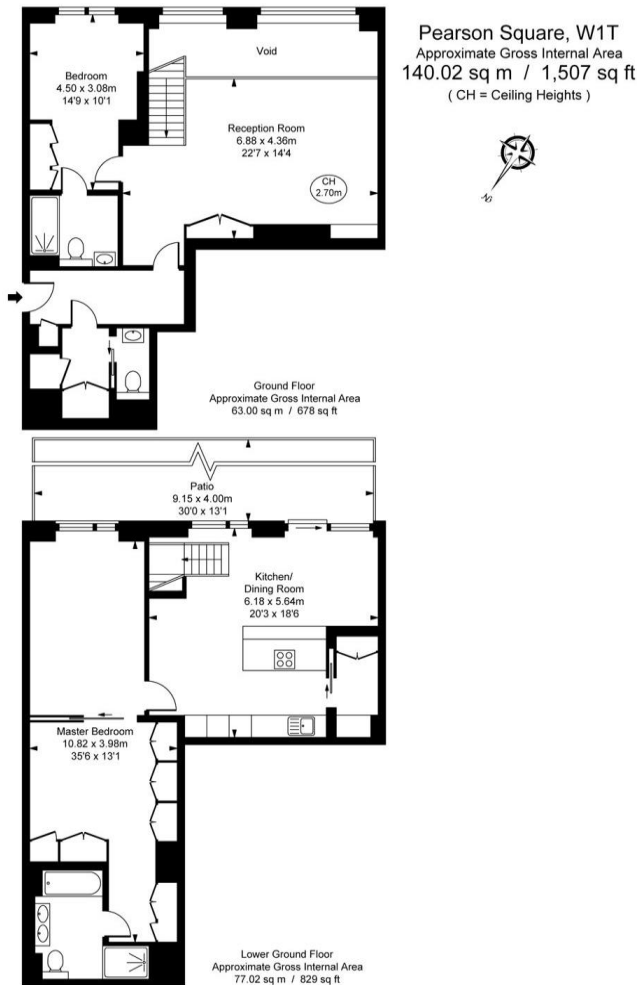 Pearson Square, W1T
Approximate Gross Internal Area
140.02 sq m / 1,507 sq ft
( CH = Ceiling Heights )
N
Void
Bedroom
4.50 x 3.08m
14'9 x 10'1
Reception Room
6.88 x 4.36m
22'7 x 14'4
CH
2.70m
Ground Floor
Approximate Gross Internal Area
63.00 sq m / 678 sq ft
Patio
9.15 x 4.00m
30'0 x 13'1
Kitchen/
Dining Room
6.18 x 5.64m
20'3 x 18'6
Master Bedroom
10.82 x 3.98m
35'6 x 13'1
Lower Ground Floor
Approximate Gross Internal Area
77.02 sq m / 829 sq ft